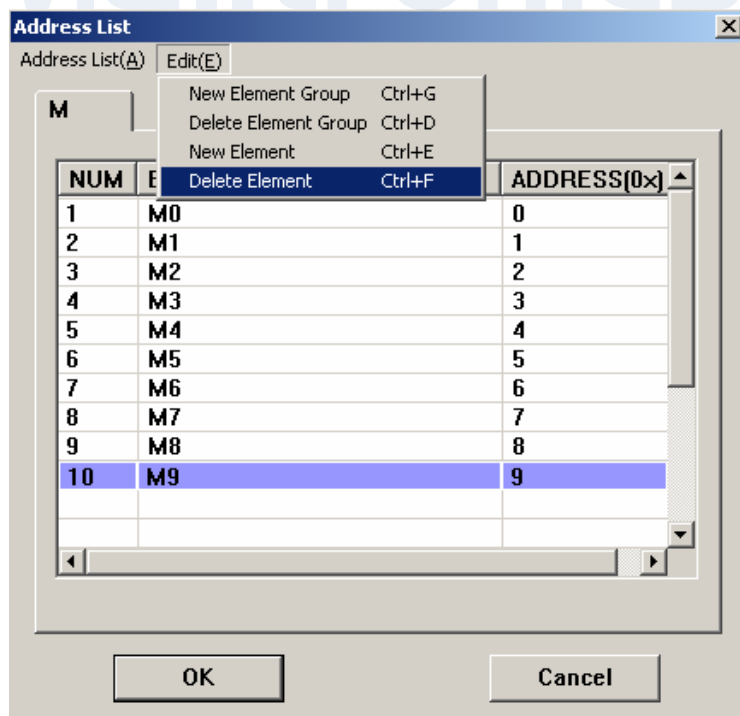 Address List
Address List(A) Edit(E)
New Element Group Ctrl+G
Delete Element Group Ctrl+D
New Element Ctrl+E
Delete Element Ctrl+F
M
NUM E ADDRESS(0x)
1 M0 0
2 M1 1
3 M2 2
4 M3 3
5 M4 4
6 M5 5
7 M6 6
8 M7 7
9 M8 8
10 M9 9
OK Cancel